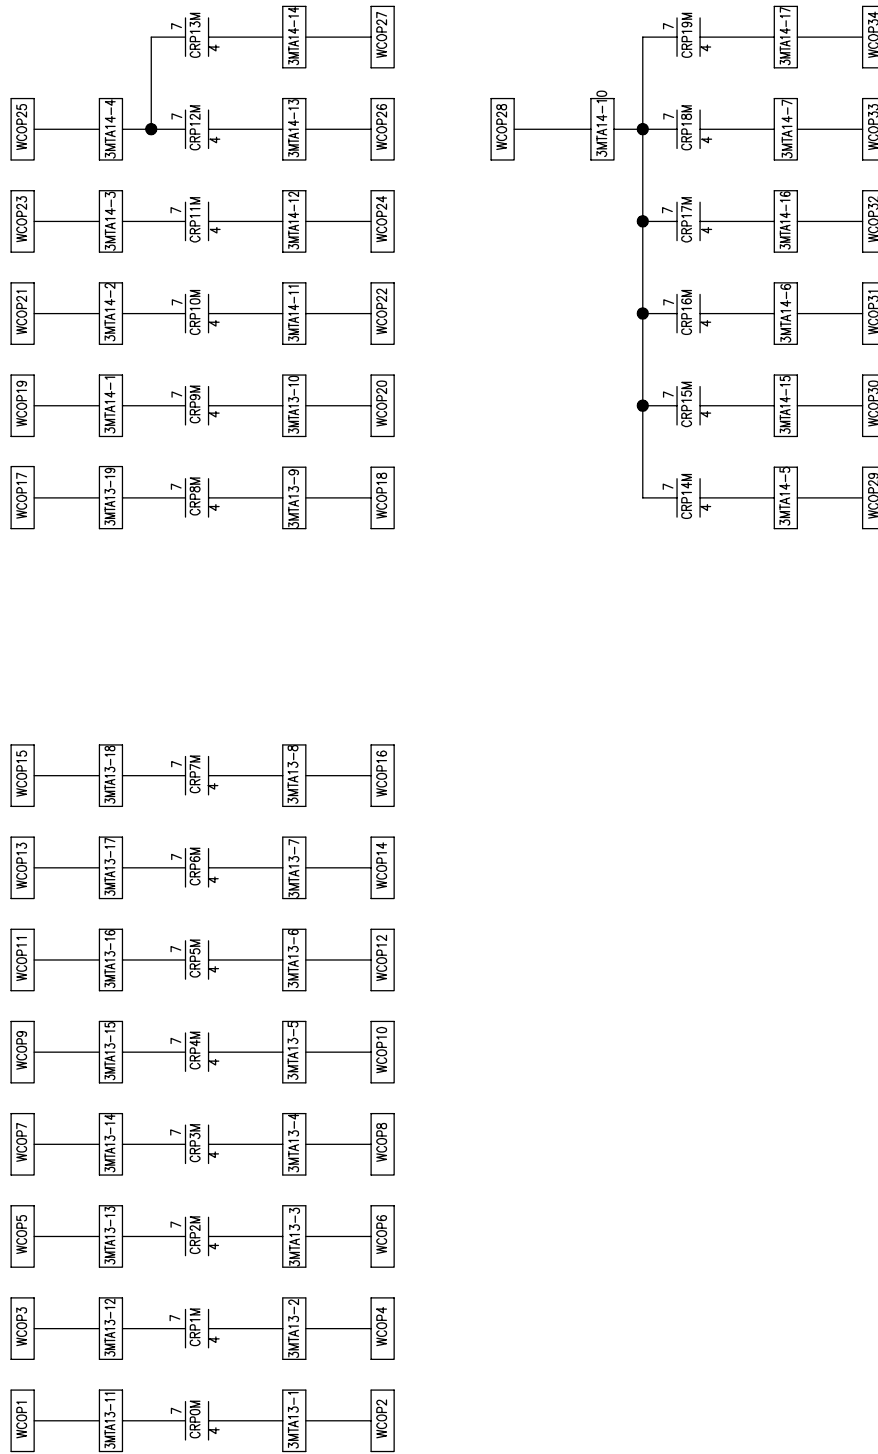 WCOP1
3MTA13-11
7
CRP0M
4
3MTA13-1
WCOP2
WCOP3
3MTA13-12
7
CRP1M
4
3MTA13-2
WCOP4
WCOP5
3MTA13-13
7
CRP2M
4
3MTA13-3
WCOP6
WCOP7
3MTA13-14
7
CRP3M
4
3MTA13-4
WCOP8
WCOP9
3MTA13-15
7
CRP4M
4
3MTA13-5
WCOP10
WCOP11
3MTA13-16
7
CRP5M
4
3MTA13-6
WCOP12
WCOP13
3MTA13-17
7
CRP6M
4
3MTA13-7
WCOP14
WCOP15
3MTA13-18
7
CRP7M
4
3MTA13-8
WCOP16
WCOP17
3MTA13-19
7
CRP8M
4
3MTA13-9
WCOP18
WCOP19
3MTA14-1
7
CRP9M
4
3MTA13-10
WCOP20
WCOP21
3MTA14-2
7
CRP10M
4
3MTA14-11
WCOP22
WCOP23
3MTA14-3
7
CRP11M
4
3MTA14-12
WCOP24
WCOP25
3MTA14-4
7
CRP12M
4
3MTA14-13
WCOP26
7
CRP13M
4
3MTA14-14
WCOP27
WCOP28
3MTA14-10
7
CRP14M
4
3MTA14-5
WCOP29
7
CRP15M
4
3MTA14-15
WCOP30
7
CRP16M
4
3MTA14-6
WCOP31
7
CRP17M
4
3MTA14-16
WCOP32
7
CRP18M
4
3MTA14-7
WCOP33
7
CRP19M
4
3MTA14-17
WCOP34